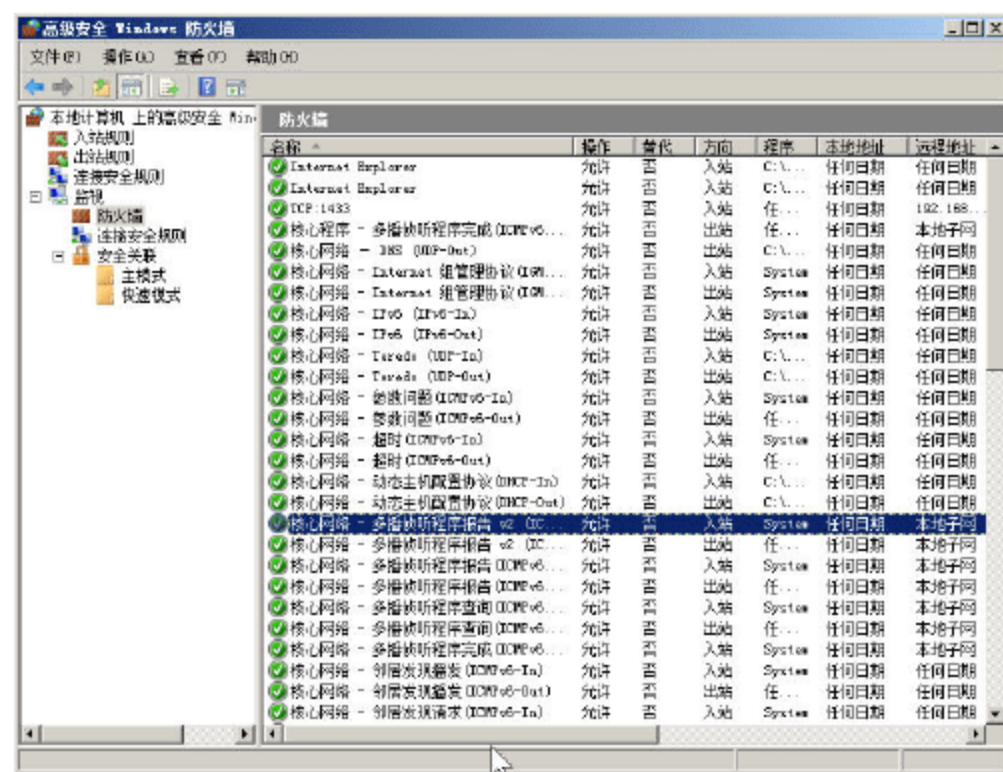 高级安全 Windows 防火墙
文件(F) 操作(A) 查看(V) 帮助(H)
本地计算机 上的高级安全 Win
入站规则
出站规则
连接安全规则
监视
防火墙
连接安全规则
安全关联
主模式
快速模式
防火墙
名称 操作 替代 方向 程序 本地地址 远程地址
Internet Explorer 允许 否 入站 C:\... 任何日期 任何日期
Internet Explorer 允许 否 入站 C:\... 任何日期 任何日期
TCP:1433 允许 否 入站 任... 任何日期 192.168...
核心程序 - 多播侦听程序完成(ICMPv6... 允许 否 出站 任... 任何日期 本地子网
核心网络 - DNS (UDP-Out) 允许 否 出站 C:\... 任何日期 任何日期
核心网络 - Internet 组管理协议(IGM... 允许 否 入站 System 任何日期 任何日期
核心网络 - Internet 组管理协议(IGM... 允许 否 出站 System 任何日期 任何日期
核心网络 - IPv6 (IPv6-In) 允许 否 入站 System 任何日期 任何日期
核心网络 - IPv6 (IPv6-Out) 允许 否 出站 System 任何日期 任何日期
核心网络 - Teredo (UDP-In) 允许 否 入站 C:\... 任何日期 任何日期
核心网络 - Teredo (UDP-Out) 允许 否 出站 C:\... 任何日期 任何日期
核心网络 - 参数问题(ICMPv6-In) 允许 否 入站 System 任何日期 任何日期
核心网络 - 参数问题(ICMPv6-Out) 允许 否 出站 任... 任何日期 任何日期
核心网络 - 超时(ICMPv6-In) 允许 否 入站 System 任何日期 任何日期
核心网络 - 超时(ICMPv6-Out) 允许 否 出站 任... 任何日期 任何日期
核心网络 - 动态主机配置协议(DHCP-In) 允许 否 入站 C:\... 任何日期 任何日期
核心网络 - 动态主机配置协议(DHCP-Out) 允许 否 出站 C:\... 任何日期 任何日期
核心网络 - 多播侦听程序报告 v2 (IC... 允许 否 入站 System 任何日期 本地子网
核心网络 - 多播侦听程序报告 v2 (IC... 允许 否 出站 任... 任何日期 本地子网
核心网络 - 多播侦听程序报告(ICMPv6... 允许 否 入站 System 任何日期 本地子网
核心网络 - 多播侦听程序报告(ICMPv6... 允许 否 出站 任... 任何日期 本地子网
核心网络 - 多播侦听程序查询(ICMPv6... 允许 否 入站 System 任何日期 本地子网
核心网络 - 多播侦听程序查询(ICMPv6... 允许 否 出站 任... 任何日期 本地子网
核心网络 - 多播侦听程序完成(ICMPv6... 允许 否 入站 System 任何日期 本地子网
核心网络 - 邻居发现播发(ICMPv6-In) 允许 否 入站 System 任何日期 任何日期
核心网络 - 邻居发现播发(ICMPv6-Out) 允许 否 出站 任... 任何日期 任何日期
核心网络 - 邻居发现请求(ICMPv6-In) 允许 否 入站 System 任何日期 任何日期